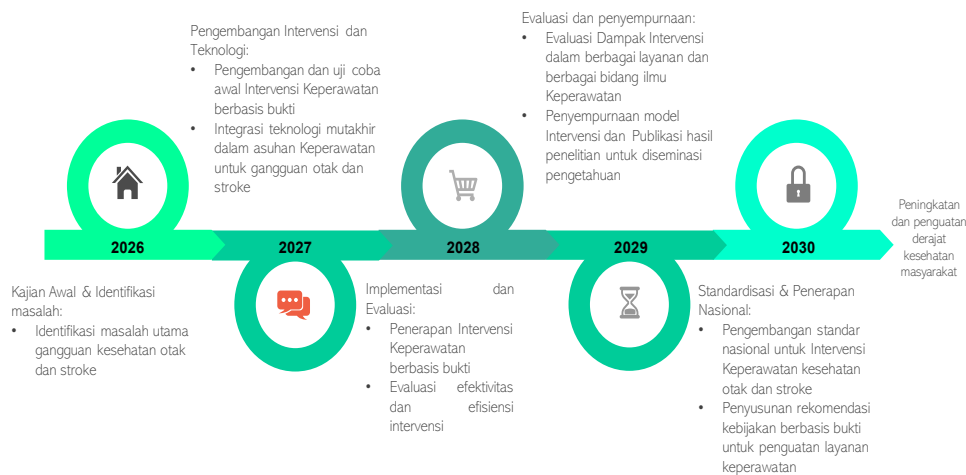 Pengembangan Intervensi dan
Teknologi:
• Pengembangan dan uji coba
awal Intervensi Keperawatan
berbasis bukti
• Integrasi teknologi mutakhir
dalam asuhan Keperawatan
untuk gangguan otak dan
stroke
Evaluasi dan penyempurnaan:
• Evaluasi Dampak Intervensi
dalam berbagai layanan dan
berbagai bidang ilmu
Keperawatan
• Penyempurnaan model
Intervensi dan Publikasi hasil
penelitian untuk diseminasi
pengetahuan
2026
2027
2028
2029
2030
Peningkatan
dan penguatan
derajat
kesehatan
masyarakat
Kajian Awal & Identifikasi
masalah:
• Identifikasi masalah utama
gangguan kesehatan otak
dan stroke
Implementasi dan
Evaluasi:
• Penerapan Intervensi
Keperawatan
berbasis bukti
• Evaluasi efektivitas
dan efisiensi
intervensi
Standardisasi & Penerapan
Nasional:
• Pengembangan standar
nasional untuk Intervensi
Keperawatan kesehatan
otak dan stroke
• Penyusunan rekomendasi
kebijakan berbasis bukti
untuk penguatan layanan
keperawatan